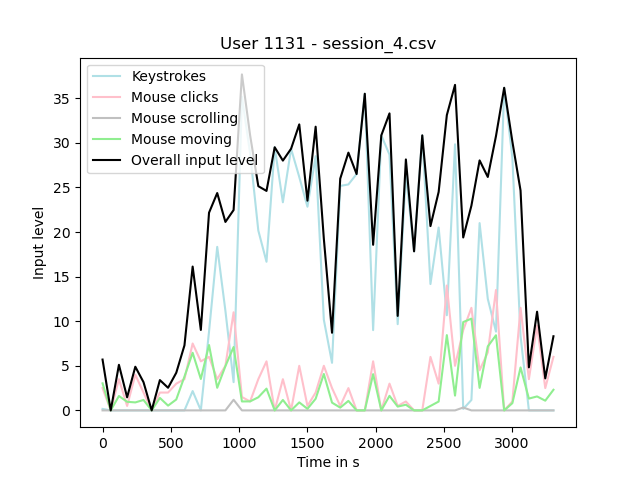 User 1131 - session_4.csv
Keystrokes
Mouse clicks
Mouse scrolling
Mouse moving
Overall input level
Input level
35
30
25
20
15
10
5
0
0 500 1000 1500 2000 2500 3000
Time in s